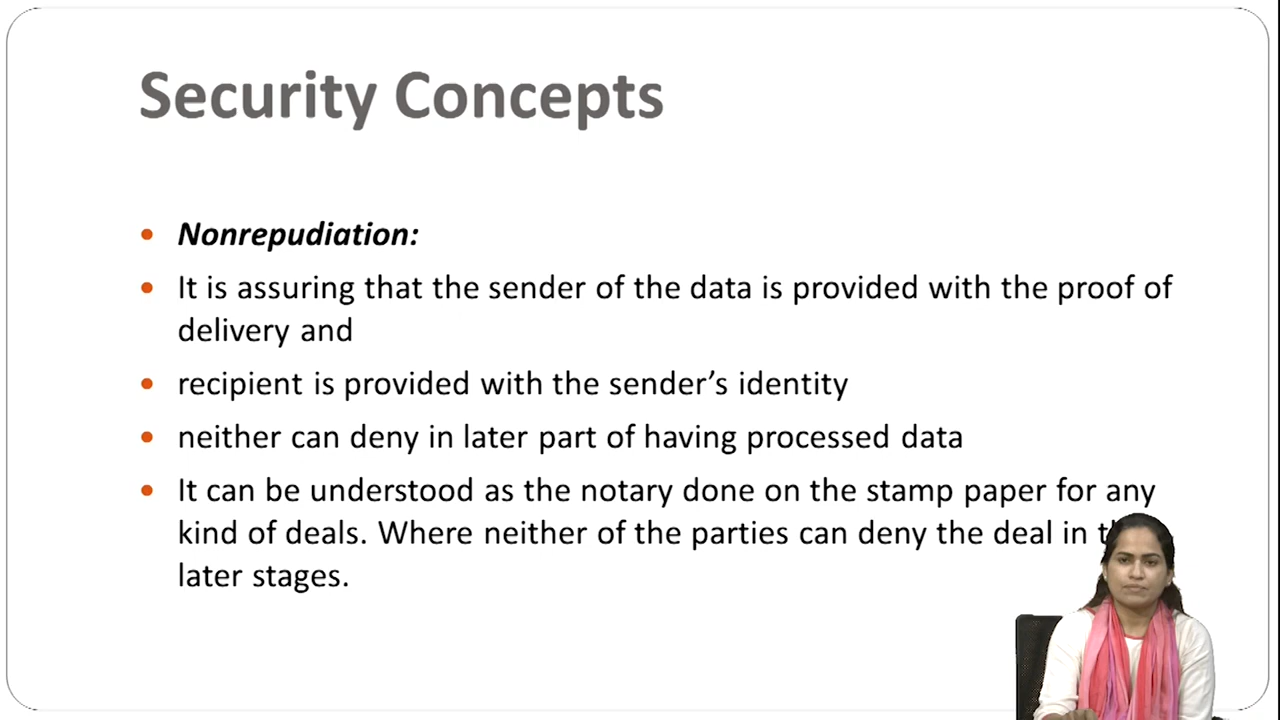 Security Concepts
• Nonrepudiation:
• It is assuring that the sender of the data is provided with the proof of
delivery and
• recipient is provided with the sender’s identity
• neither can deny in later part of having processed data
• It can be understood as the notary done on the stamp paper for any
kind of deals. Where neither of the parties can deny the deal in
later stages.